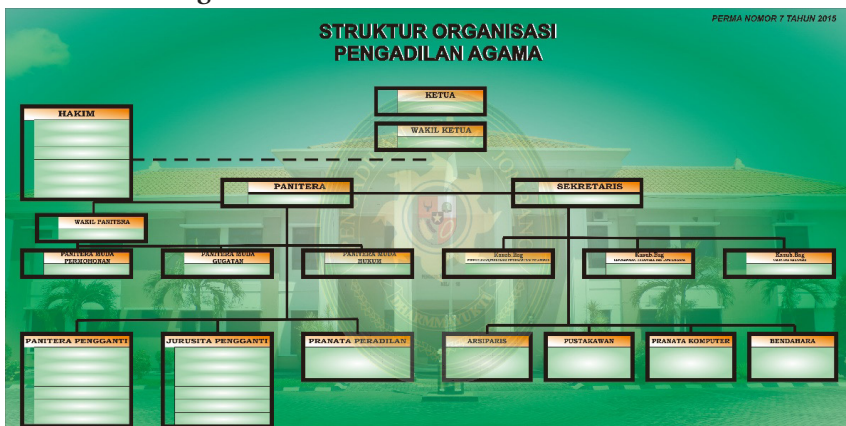 PERMA NOMOR 7 TAHUN 2015
STRUKTUR ORGANISASI
PENGADILAN AGAMA
KETUA
HAKIM
WAKIL KETUA
PANITERA
SEKRETARIS
WAKIL PANITERA
PANITERA MUDA
PERMOHONAN
PANITERA MUDA
GUGATAN
PANITERA MUDA
HUKUM
Kasub.Bag
Kasub.Bag
Kasub.Bag
PANITERA PENGGANTI
JURUSITA PENGGANTI
PRANATA PERADILAN
ARSIPARIS
PUSTAKAWAN
PRANATA KOMPUTER
BENDAHARA